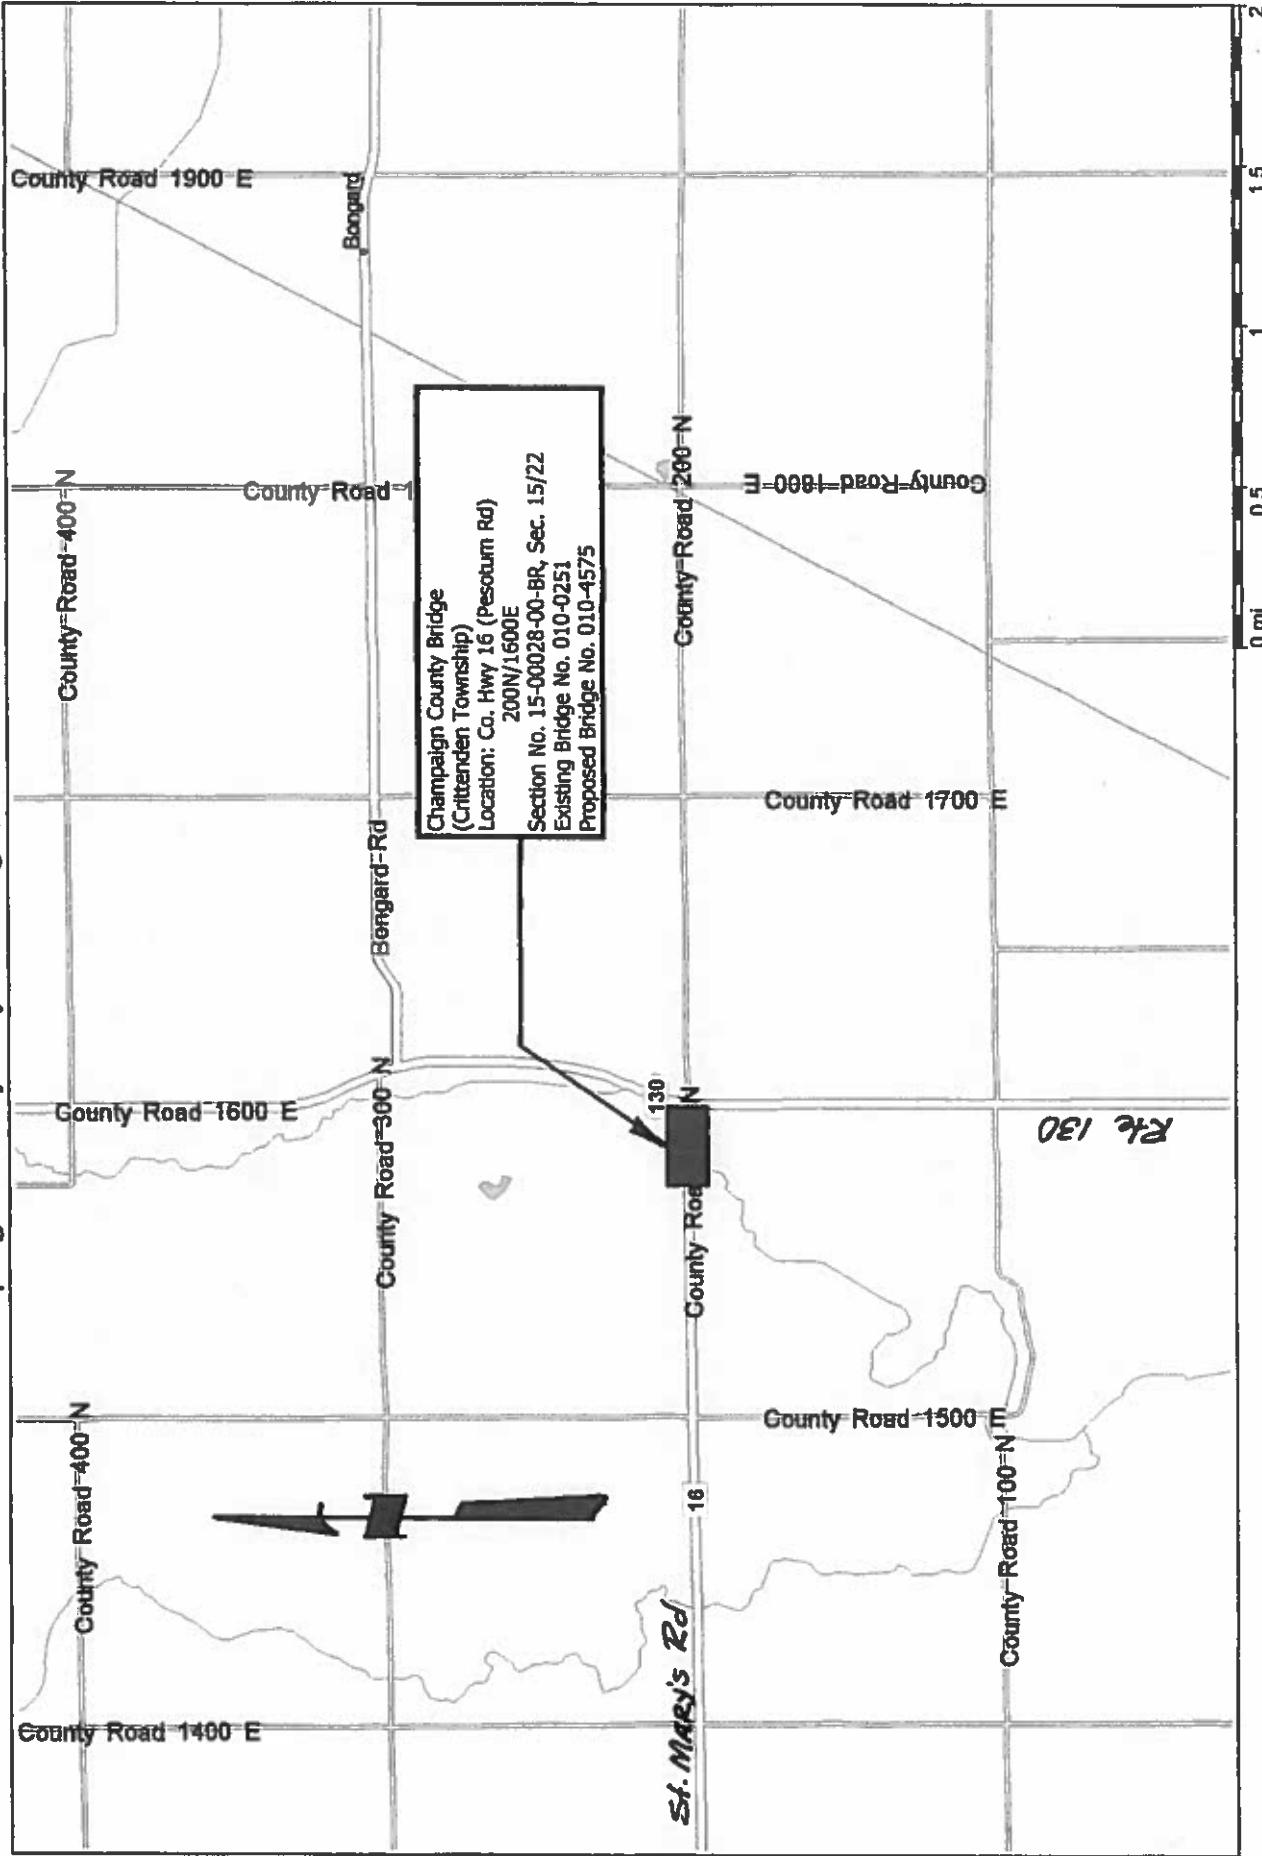 County Road 1900 E
Bongard
County Road 400 N
County Road 1
Champaign County Bridge
(Crittenden Township)
Location: Co. Hwy 16 (Pesotum Rd)
200N/1600E
Section No. 15-00028-00-BR, Sec. 15/22
Existing Bridge No. 010-0251
Proposed Bridge No. 010-4575
County Road 200 N
County Road 1800 E
Bongard Rd
County Road 1700 E
County Road 1600 E
County Road 300 N
130
N
County Roa
Rte 130
County Road 400 N
County Road 1500 E
16
County Road 100 N
St. MARY'S Rd
County Road 1400 E
N
0 mi
0.5
1
1.5
2